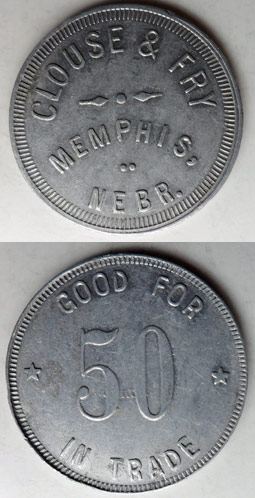 CLOUSE & FRY
MEMPHIS,
NEBR.
GOOD FOR
50
IN TRADE